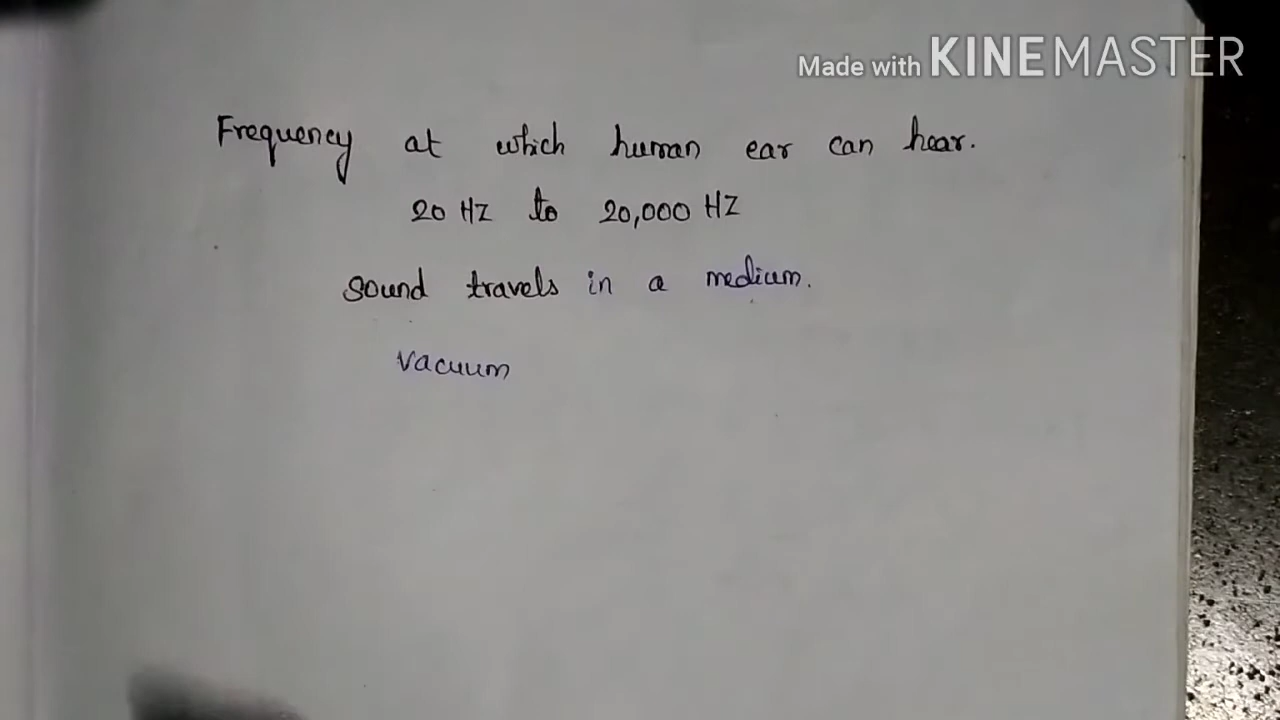 Made with KINEMASTER
Frequency at which human ear can hear.
20 HZ to 20,000 HZ
Sound travels in a medium.
Vacuum